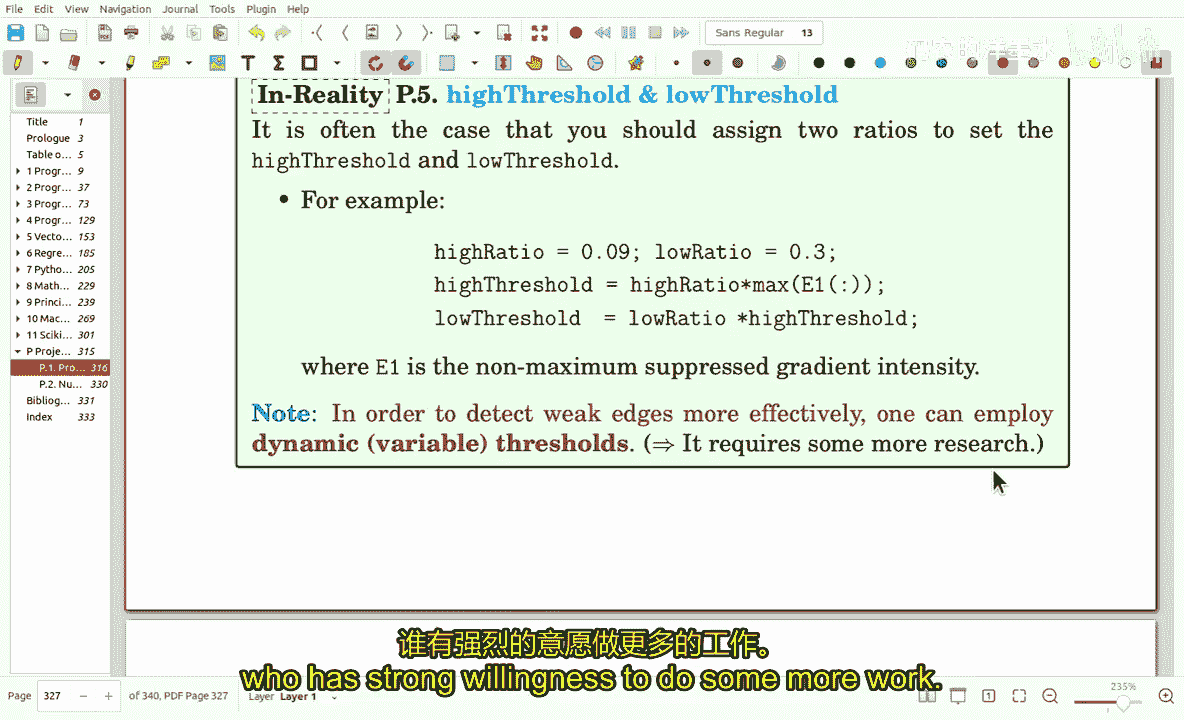 File Edit View Navigation Journal Tools Plugin Help
Sans Regular 13
Title 1
Prologue 3
Table o... 5
1 Progr... 9
2 Progr... 37
3 Progr... 73
4 Progr... 129
5 Vecto... 153
6 Regre... 185
7 Pytho... 205
8 Math... 229
9 Princi... 239
10 Mac... 269
11 Sciki... 301
P Proje... 315
P.1. Pro... 316
P.2. Nu... 330
Bibliog... 331
Index 333
In-Reality P.5. highThreshold & lowThreshold
It is often the case that you should assign two ratios to set the
highThreshold and lowThreshold.
• For example:
highRatio = 0.09; lowRatio = 0.3;
highThreshold = highRatio*max(E1(:));
lowThreshold = lowRatio *highThreshold;
where E1 is the non-maximum suppressed gradient intensity.
Note: In order to detect weak edges more effectively, one can employ
dynamic (variable) thresholds. (⇒ It requires some more research.)
谁有强烈的意愿做更多的工作。
who has strong willingness to do some more work.
Page 327 − + of 340, PDF Page 327 Layer Layer 1 235%